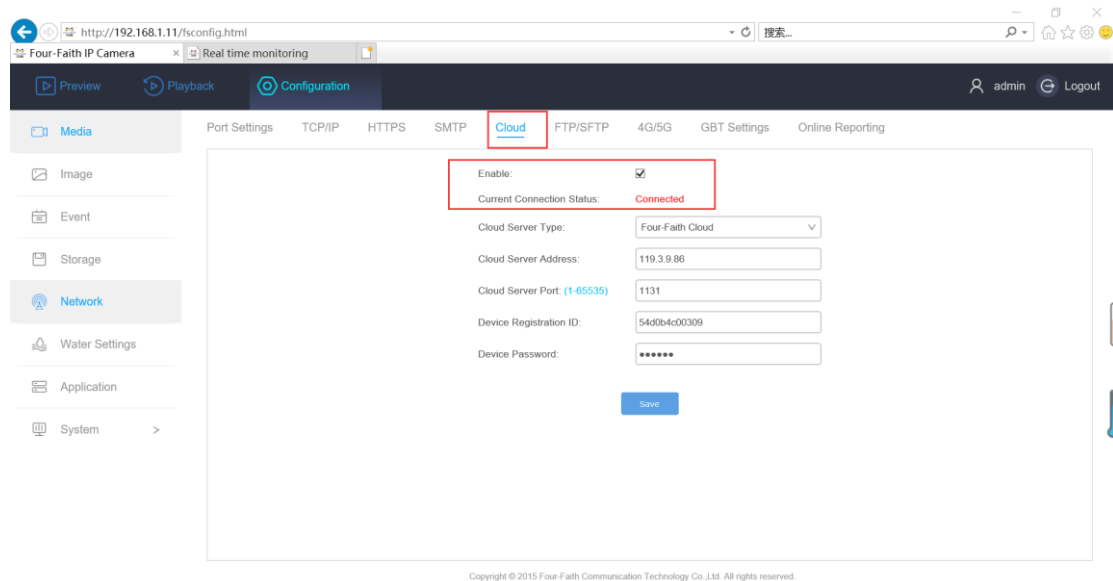 http://192.168.1.11/fsconfig.html
搜索...
Four-Faith IP Camera
Real time monitoring
Preview
Playback
Configuration
admin
Logout
Media
Port Settings
TCP/IP
HTTPS
SMTP
Cloud
FTP/SFTP
4G/5G
GBT Settings
Online Reporting
Image
Event
Storage
Network
Water Settings
Application
System >
Enable:
Current Connection Status: Connected
Cloud Server Type: Four-Faith Cloud
Cloud Server Address: 119.3.9.86
Cloud Server Port: (1-65535) 1131
Device Registration ID: 54d0b4c00309
Device Password: ●●●●●●
Save
Copyright © 2015 Four-Faith Communication Technology Co.,Ltd. All rights reserved.